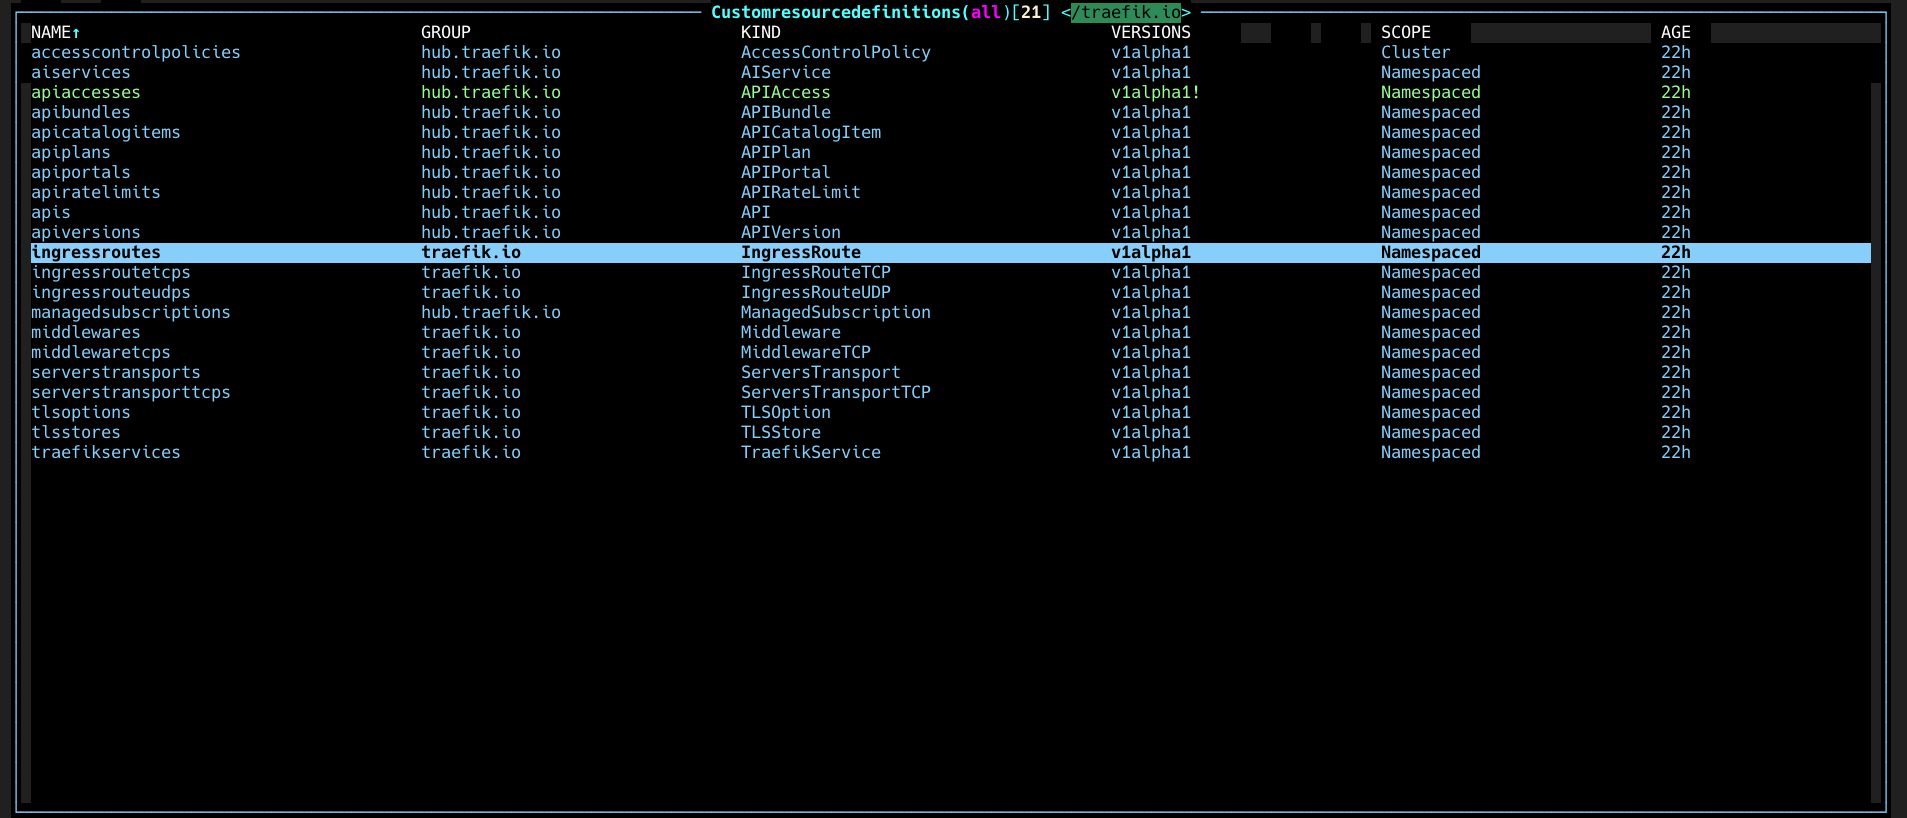 Customresourcedefinitions(all)[21] </traefik.io>
NAME↑ GROUP KIND VERSIONS SCOPE AGE
accesscontrolpolicies hub.traefik.io AccessControlPolicy v1alpha1 Cluster 22h
aiservices hub.traefik.io AIService v1alpha1 Namespaced 22h
apiaccesses hub.traefik.io APIAccess v1alpha1! Namespaced 22h
apibundles hub.traefik.io APIBundle v1alpha1 Namespaced 22h
apicatalogitems hub.traefik.io APICatalogItem v1alpha1 Namespaced 22h
apiplans hub.traefik.io APIPlan v1alpha1 Namespaced 22h
apiportals hub.traefik.io APIPortal v1alpha1 Namespaced 22h
apiratelimits hub.traefik.io APIRateLimit v1alpha1 Namespaced 22h
apis hub.traefik.io API v1alpha1 Namespaced 22h
apiversions hub.traefik.io APIVersion v1alpha1 Namespaced 22h
ingressroutes traefik.io IngressRoute v1alpha1 Namespaced 22h
ingressroutetcps traefik.io IngressRouteTCP v1alpha1 Namespaced 22h
ingressrouteudps traefik.io IngressRouteUDP v1alpha1 Namespaced 22h
managedsubscriptions hub.traefik.io ManagedSubscription v1alpha1 Namespaced 22h
middlewares traefik.io Middleware v1alpha1 Namespaced 22h
middlewaretcps traefik.io MiddlewareTCP v1alpha1 Namespaced 22h
serverstransports traefik.io ServersTransport v1alpha1 Namespaced 22h
serverstransporttcps traefik.io ServersTransportTCP v1alpha1 Namespaced 22h
tlsoptions traefik.io TLSOption v1alpha1 Namespaced 22h
tlsstores traefik.io TLSStore v1alpha1 Namespaced 22h
traefikservices traefik.io TraefikService v1alpha1 Namespaced 22h